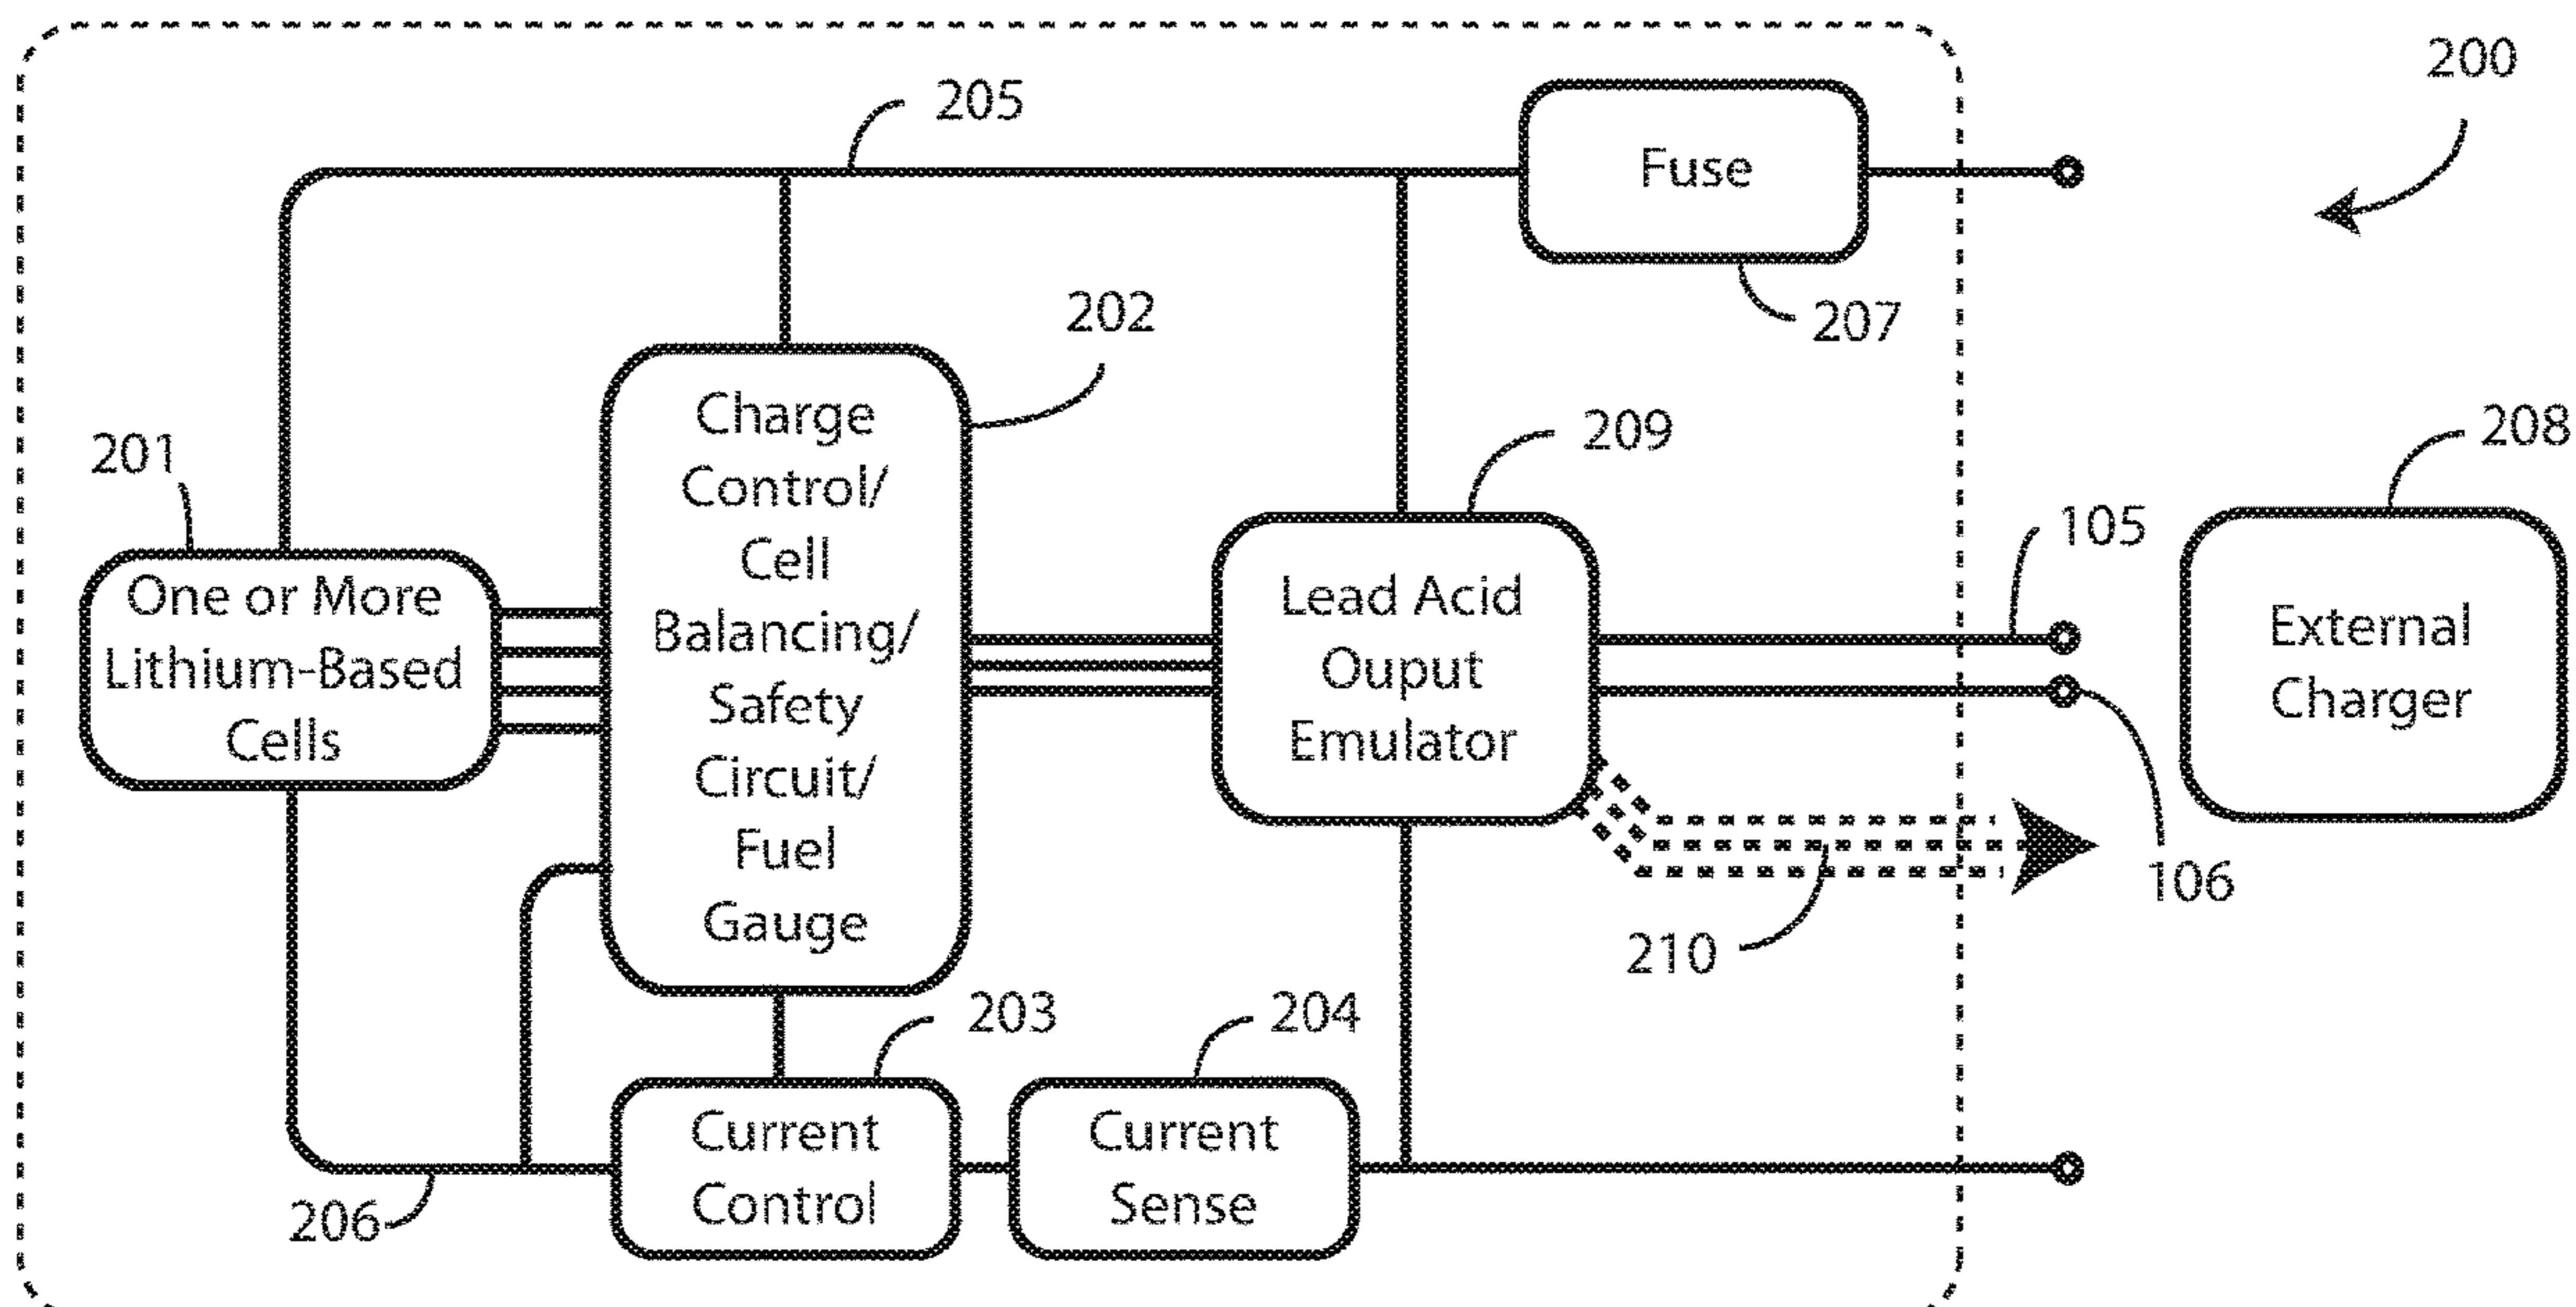 200
205
Fuse
207
202
Charge
Control/
Cell
Balancing/
Safety
Circuit/
Fuel
Gauge
201
One or More
Lithium-Based
Cells
209
Lead Acid
Ouput
Emulator
208
External
Charger
105
106
210
203
Current
Control
204
Current
Sense
206